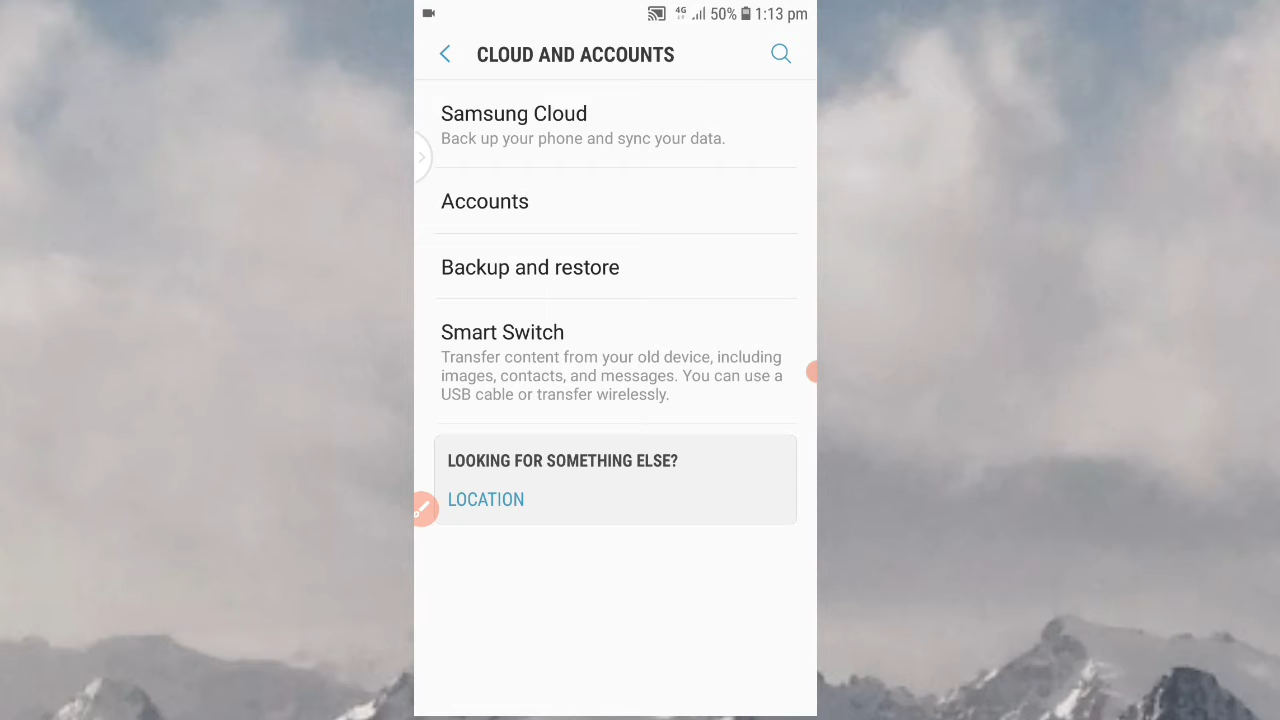 4G 50% 1:13 pm
CLOUD AND ACCOUNTS
Samsung Cloud
Back up your phone and sync your data.
Accounts
Backup and restore
Smart Switch
Transfer content from your old device, including
images, contacts, and messages. You can use a
USB cable or transfer wirelessly.
LOOKING FOR SOMETHING ELSE?
LOCATION